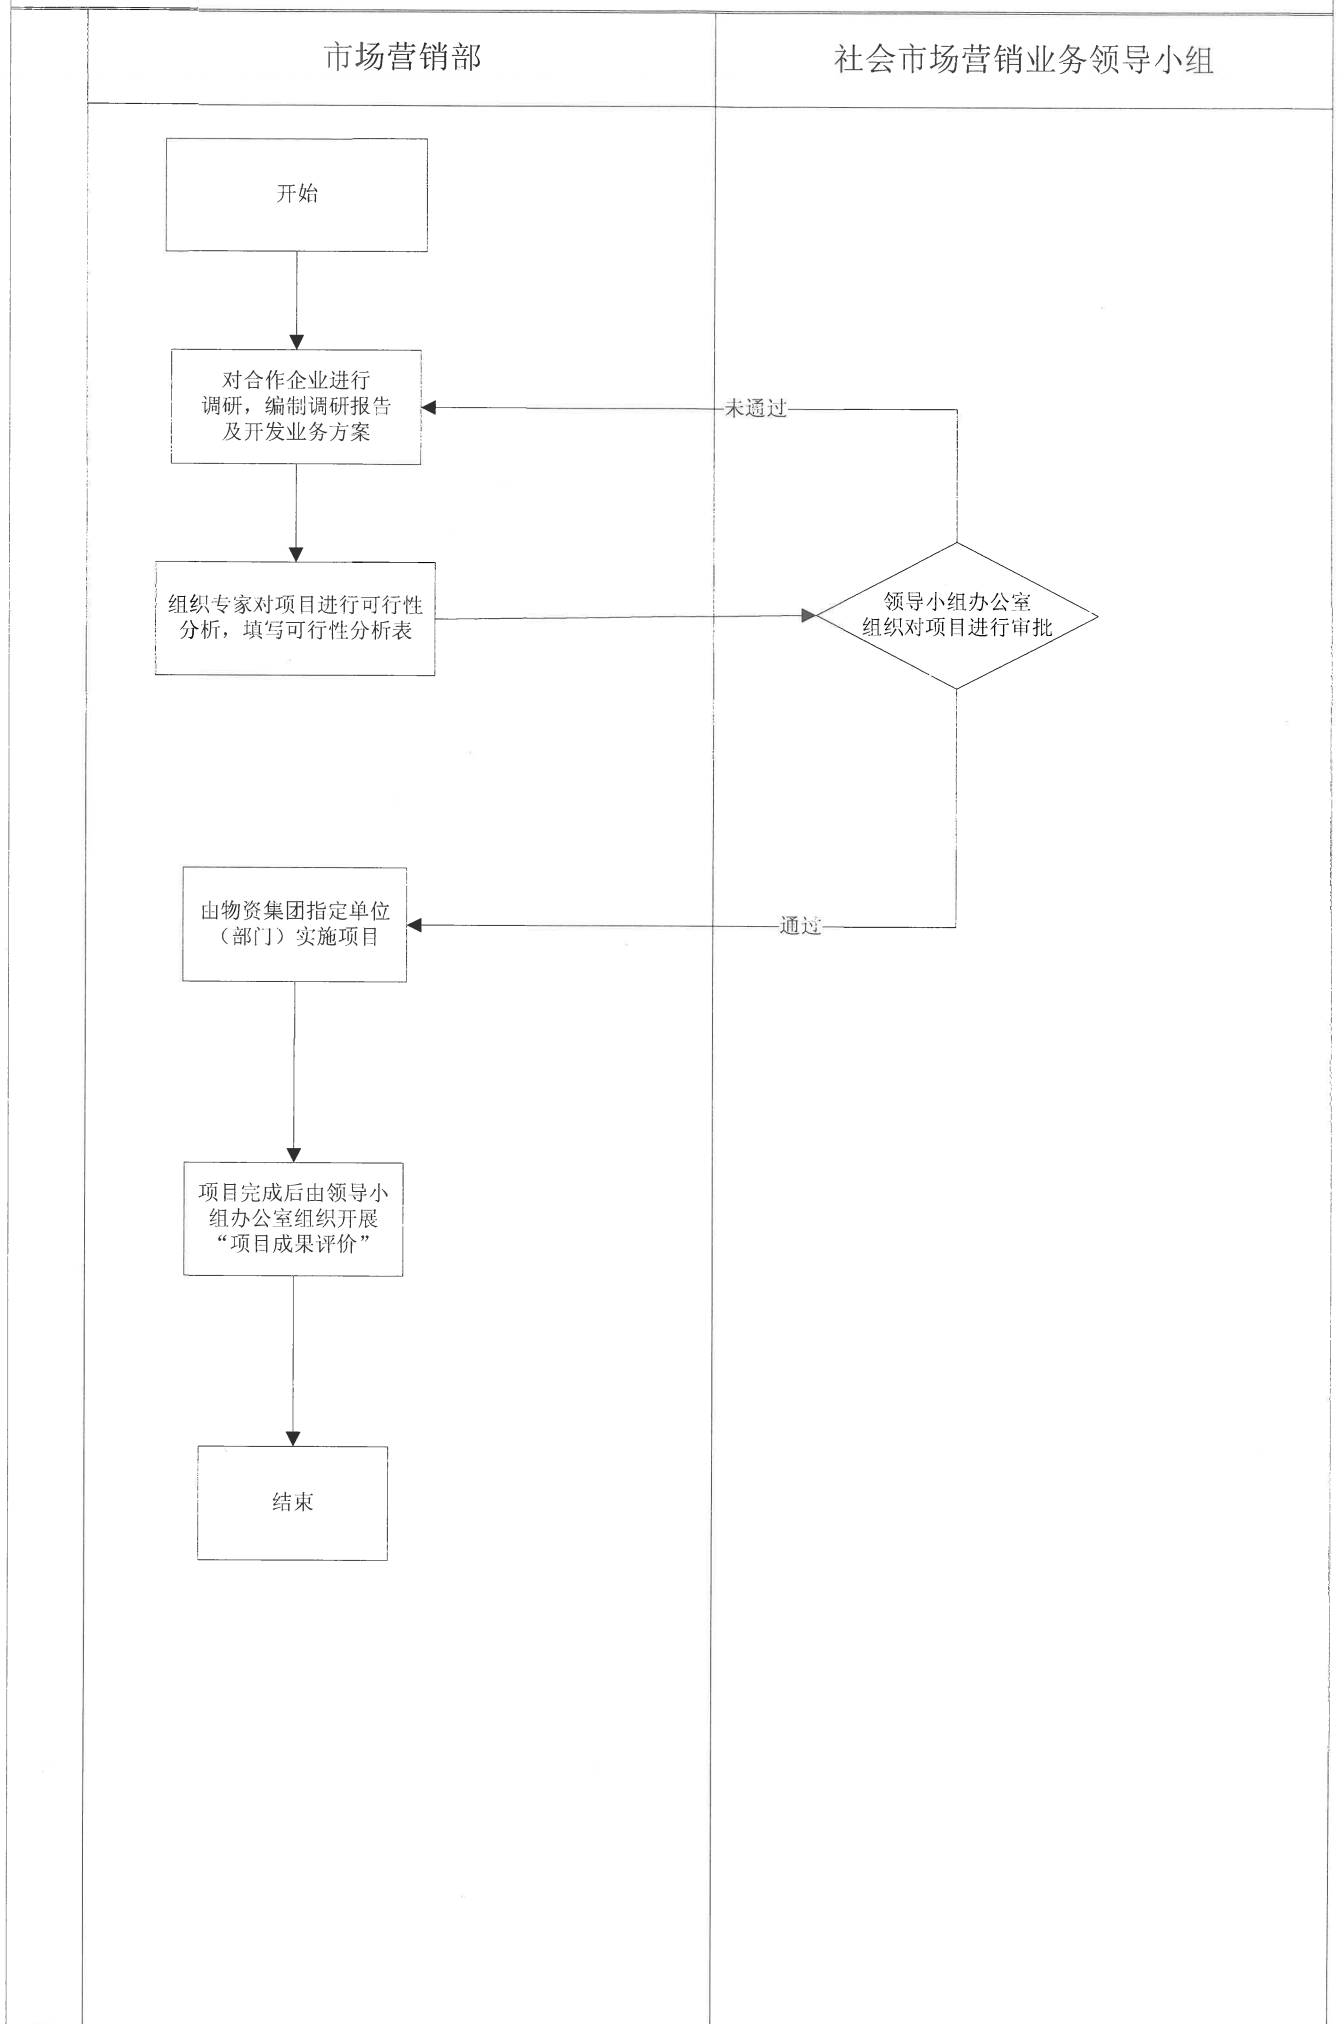 市场营销部
社会市场营销业务领导小组
开始
对合作企业进行
调研，编制调研报告
及开发业务方案
未通过
组织专家对项目进行可行性
分析，填写可行性分析表
领导小组办公室
组织对项目进行审批
由物资集团指定单位
（部门）实施项目
通过
项目完成后由领导小
组办公室组织开展
“项目成果评价”
结束